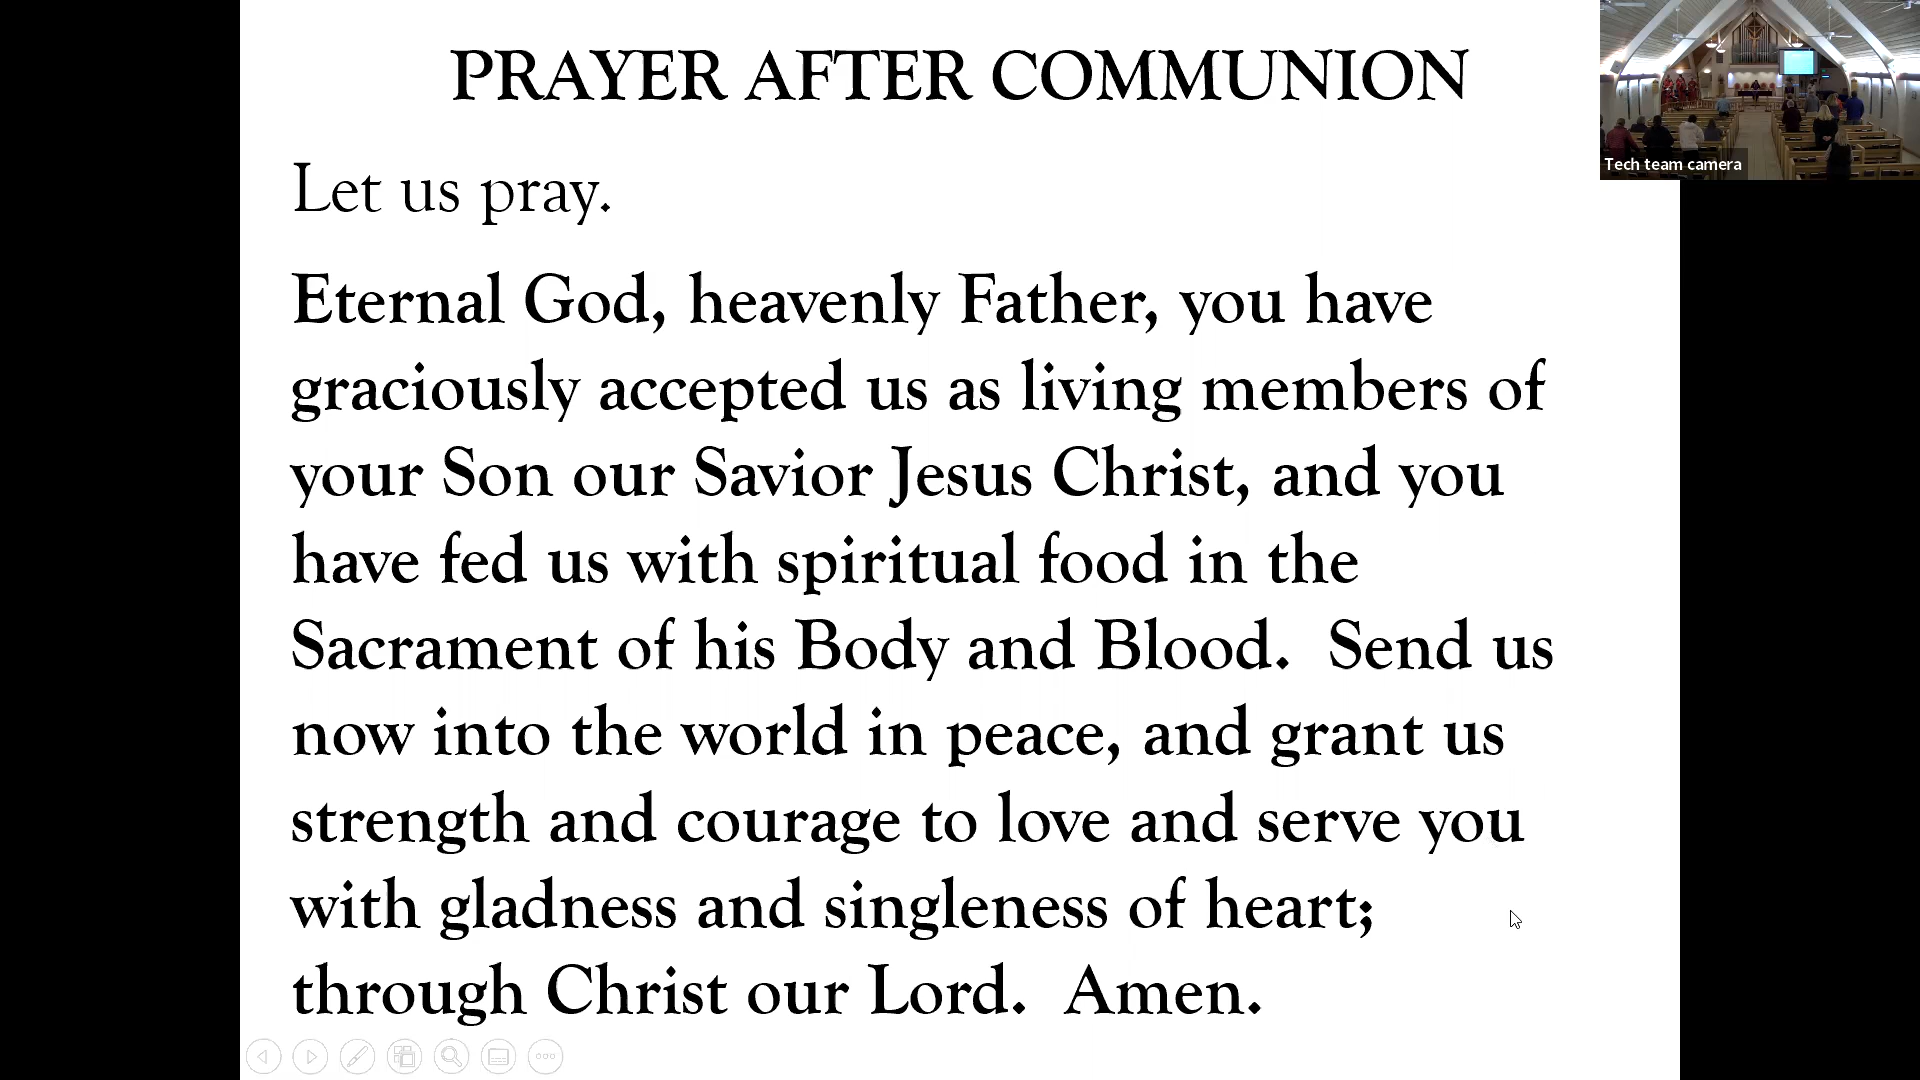 PRAYER AFTER COMMUNION
Let us pray.
Eternal God, heavenly Father, you have
graciously accepted us as living members of
your Son our Savior Jesus Christ, and you
have fed us with spiritual food in the
Sacrament of his Body and Blood.  Send us
now into the world in peace, and grant us
strength and courage to love and serve you
with gladness and singleness of heart;
through Christ our Lord.  Amen.
Tech team camera